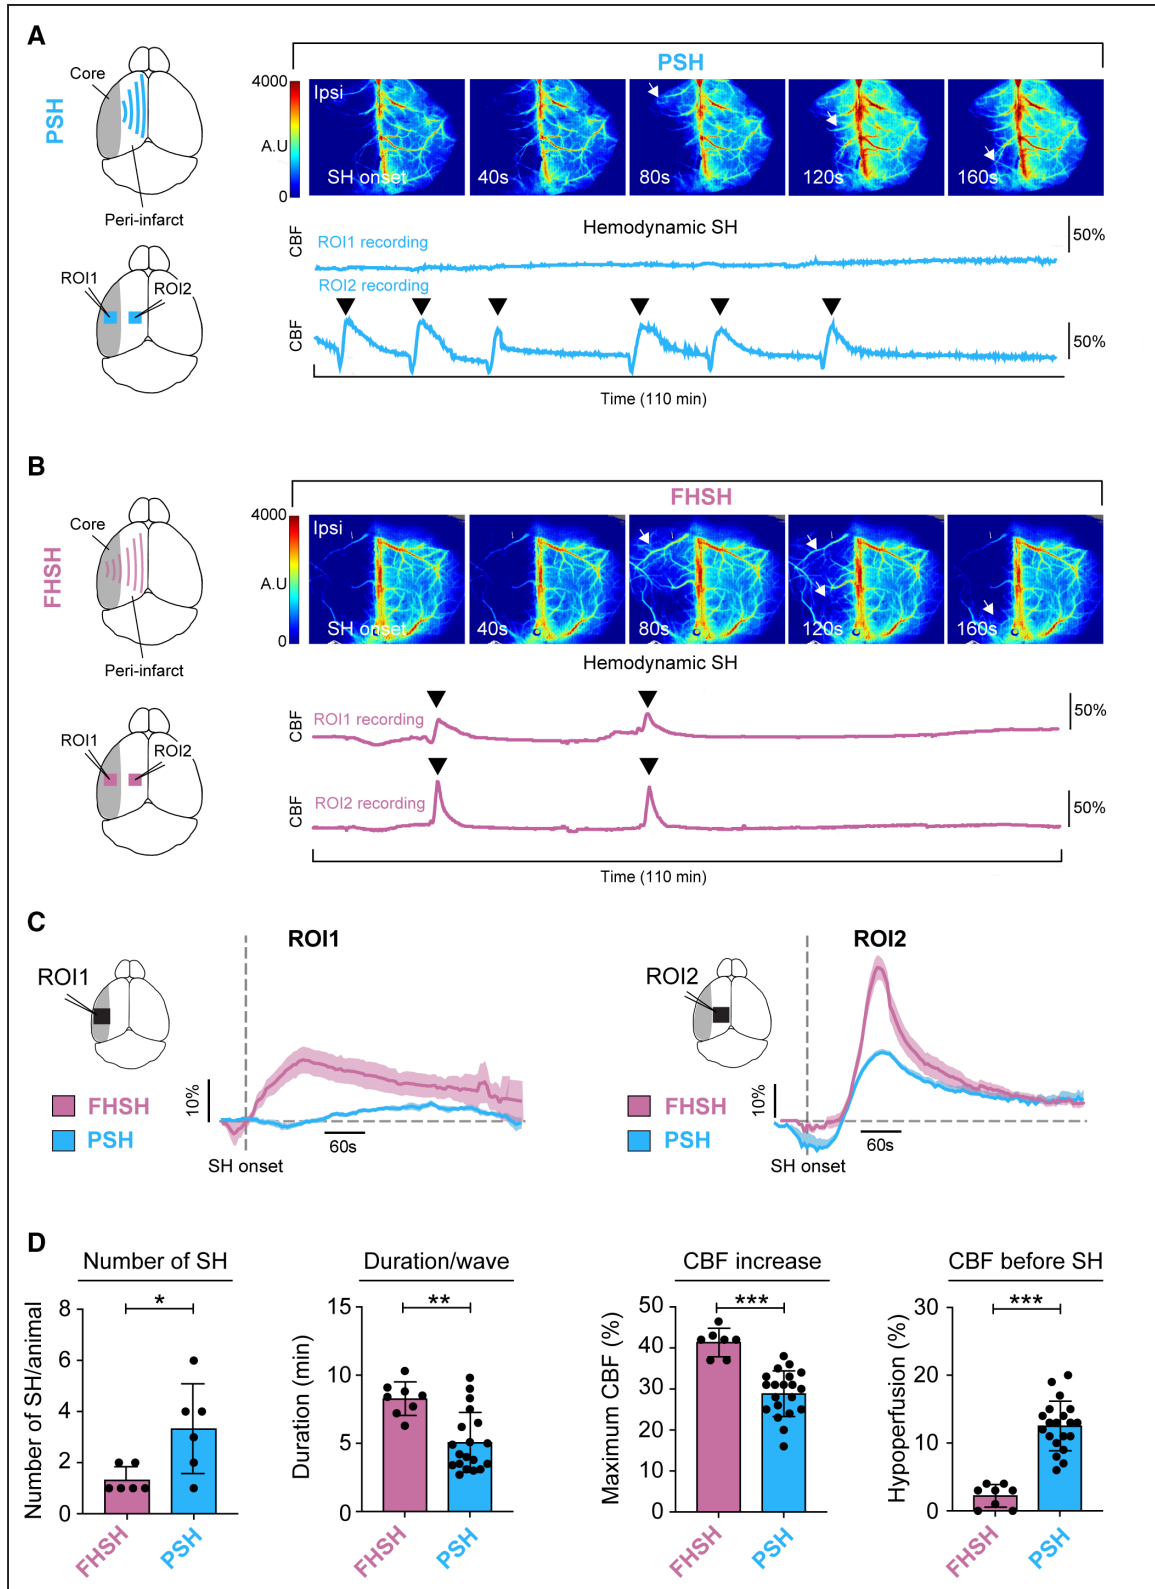 A
PSH
Core
Peri-infarct
PSH
4000
A.U
0
Ipsi
SH onset
40s
80s
120s
160s
Hemodynamic SH
ROI1
ROI2
CBF
ROI1 recording
50%
ROI2 recording
CBF
50%
Time (110 min)
B
FHSH
Core
Peri-infarct
FHSH
4000
A.U
0
Ipsi
SH onset
40s
80s
120s
160s
Hemodynamic SH
ROI1
ROI2
CBF
ROI1 recording
50%
CBF
ROI2 recording
50%
Time (110 min)
C
ROI1
ROI1
10%
FHSH
PSH
60s
SH onset
ROI2
ROI2
10%
FHSH
PSH
60s
SH onset
D
Number of SH
*
Number of SH/animal
8
6
4
2
0
FHSH
PSH
Duration/wave
**
Duration (min)
15
10
5
0
FHSH
PSH
CBF increase
***
Maximum CBF (%)
50
40
30
20
10
0
FHSH
PSH
CBF before SH
***
Hypoperfusion (%)
30
20
10
0
FHSH
PSH